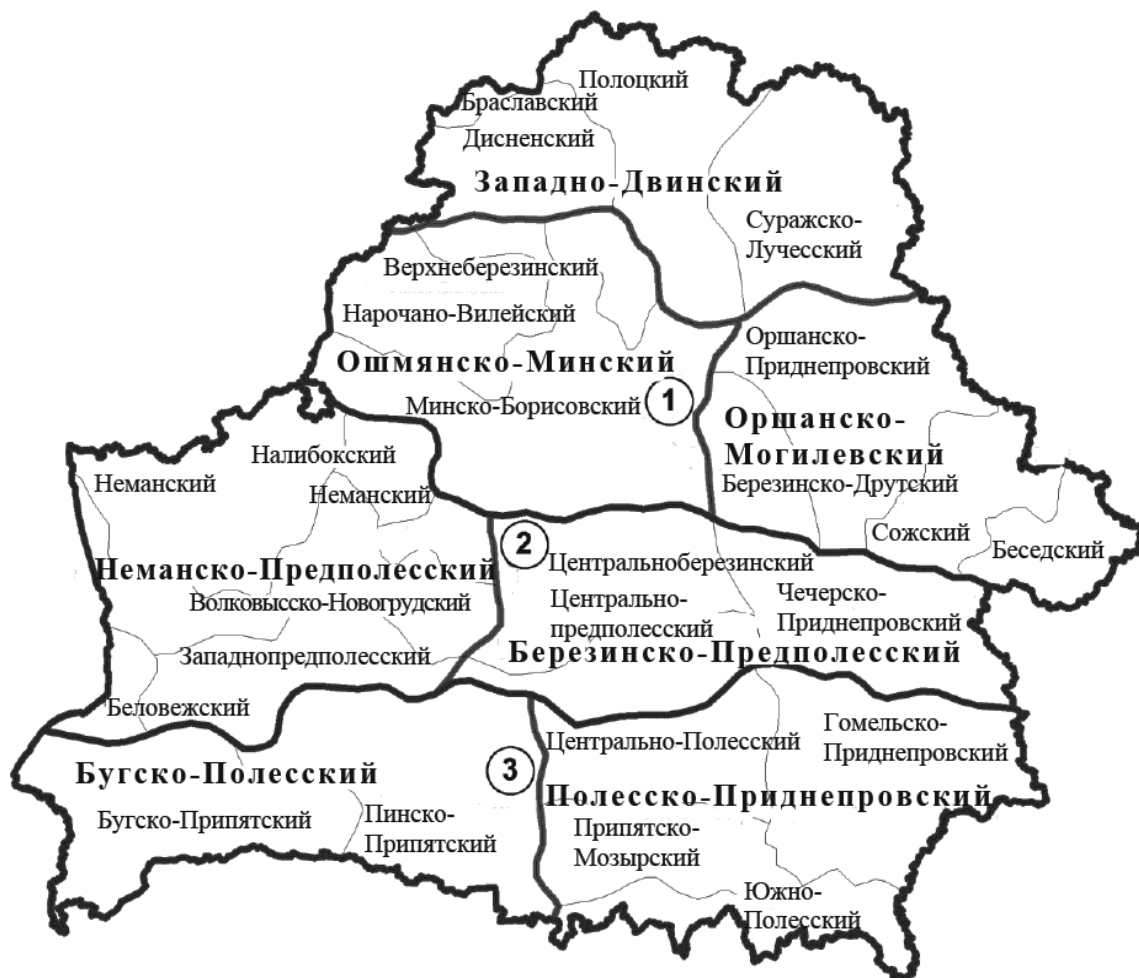 Полоцкий
Браславский
Дисненский
Западно-Двинский
Суражско-
Лучесский
Верхнеберезинский
Нарочано-Вилейский
Оршанско-
Приднепровский
Ошмянско-Минский
1
Минско-Борисовский
Оршанско-
Могилевский
Налибокский
Неманский
Неманский
Березинско-Друтский
Сожский
Беседский
2
Центральноберезинский
Неманско-Предполесский
Волковысско-Новогрудский
Центрально-
предполесский
Чечерско-
Приднепровский
Западнопредполесский
Березинско-Предполесский
Беловежский
Гомельско-
Приднепровский
Центрально-Полесский
3
Бугско-Полесский
Полесско-Приднепровский
Бугско-Припятский
Пинско-
Припятский
Припятско-
Мозырский
Южно-
Полесский